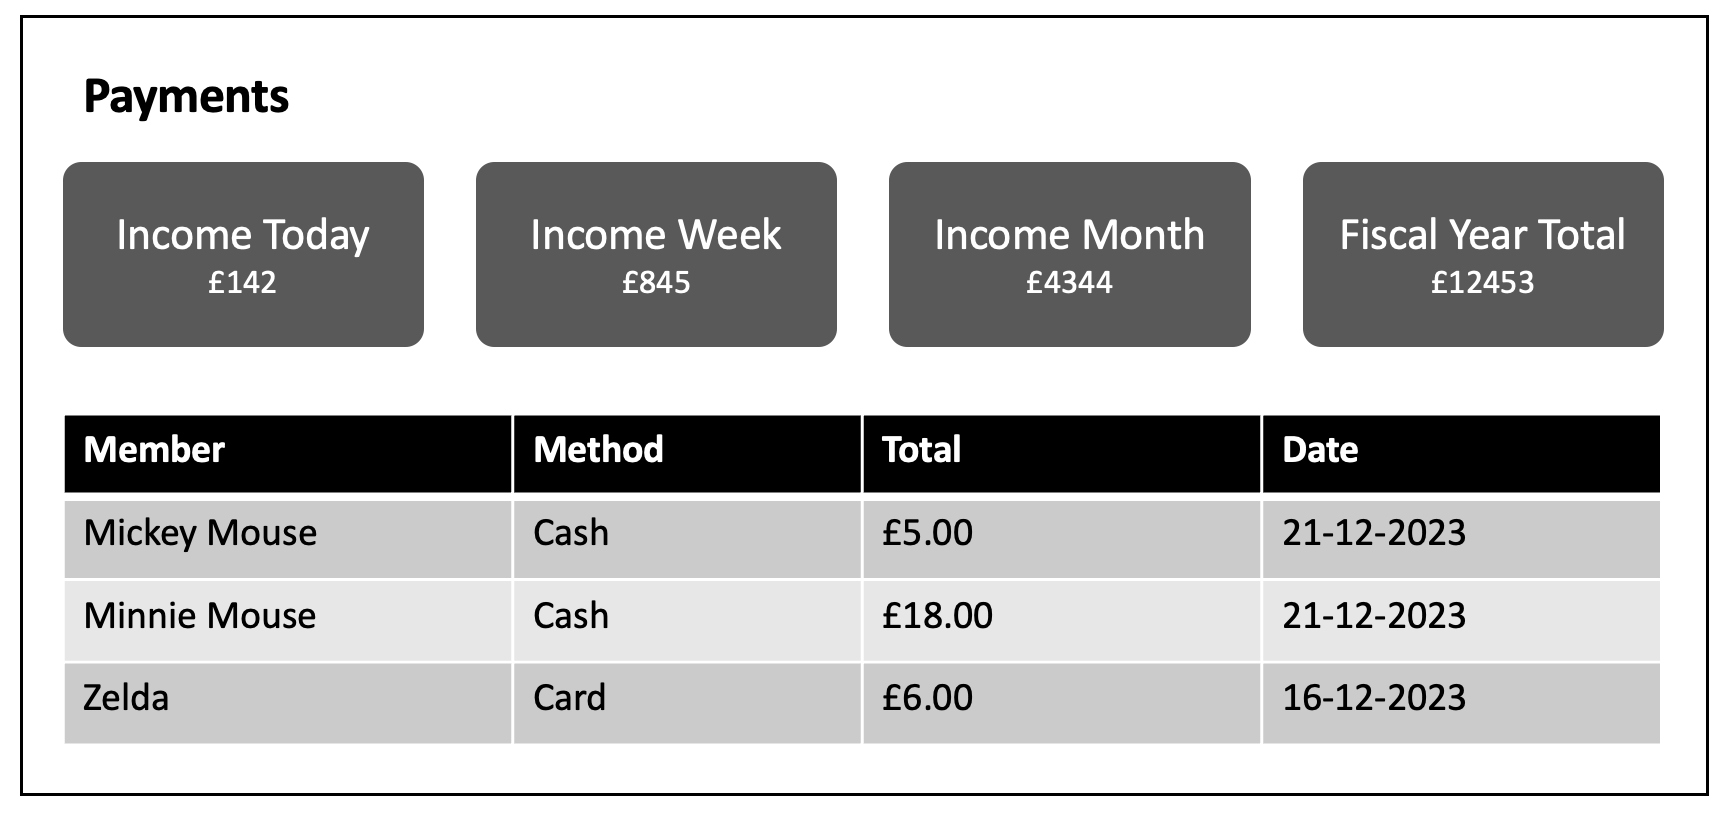 Payments
Income Today
£142
Income Week
£845
Income Month
£4344
Fiscal Year Total
£12453
Member Method Total Date
Mickey Mouse Cash £5.00 21-12-2023
Minnie Mouse Cash £18.00 21-12-2023
Zelda Card £6.00 16-12-2023